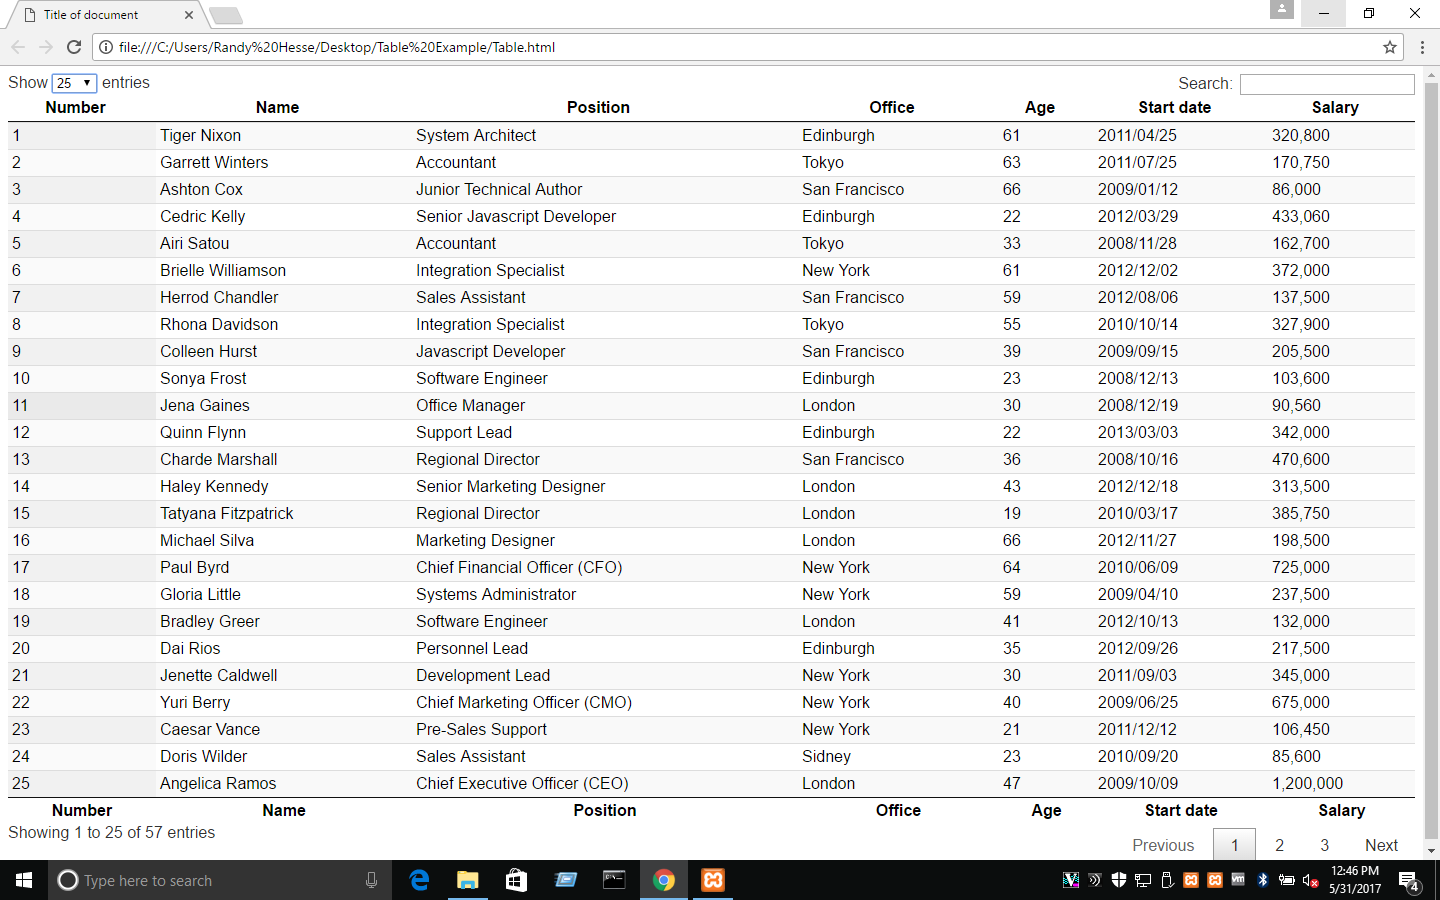 Title of document
file:///C:/Users/Randy%20Hesse/Desktop/Table%20Example/Table.html
Show 25 entries Search:
Number Name Position Office Age Start date Salary
1 Tiger Nixon System Architect Edinburgh 61 2011/04/25 320,800
2 Garrett Winters Accountant Tokyo 63 2011/07/25 170,750
3 Ashton Cox Junior Technical Author San Francisco 66 2009/01/12 86,000
4 Cedric Kelly Senior Javascript Developer Edinburgh 22 2012/03/29 433,060
5 Airi Satou Accountant Tokyo 33 2008/11/28 162,700
6 Brielle Williamson Integration Specialist New York 61 2012/12/02 372,000
7 Herrod Chandler Sales Assistant San Francisco 59 2012/08/06 137,500
8 Rhona Davidson Integration Specialist Tokyo 55 2010/10/14 327,900
9 Colleen Hurst Javascript Developer San Francisco 39 2009/09/15 205,500
10 Sonya Frost Software Engineer Edinburgh 23 2008/12/13 103,600
11 Jena Gaines Office Manager London 30 2008/12/19 90,560
12 Quinn Flynn Support Lead Edinburgh 22 2013/03/03 342,000
13 Charde Marshall Regional Director San Francisco 36 2008/10/16 470,600
14 Haley Kennedy Senior Marketing Designer London 43 2012/12/18 313,500
15 Tatyana Fitzpatrick Regional Director London 19 2010/03/17 385,750
16 Michael Silva Marketing Designer London 66 2012/11/27 198,500
17 Paul Byrd Chief Financial Officer (CFO) New York 64 2010/06/09 725,000
18 Gloria Little Systems Administrator New York 59 2009/04/10 237,500
19 Bradley Greer Software Engineer London 41 2012/10/13 132,000
20 Dai Rios Personnel Lead Edinburgh 35 2012/09/26 217,500
21 Jenette Caldwell Development Lead New York 30 2011/09/03 345,000
22 Yuri Berry Chief Marketing Officer (CMO) New York 40 2009/06/25 675,000
23 Caesar Vance Pre-Sales Support New York 21 2011/12/12 106,450
24 Doris Wilder Sales Assistant Sidney 23 2010/09/20 85,600
25 Angelica Ramos Chief Executive Officer (CEO) London 47 2009/10/09 1,200,000
Number Name Position Office Age Start date Salary
Showing 1 to 25 of 57 entries
Previous 1 2 3 Next
Type here to search
12:46 PM
5/31/2017
4